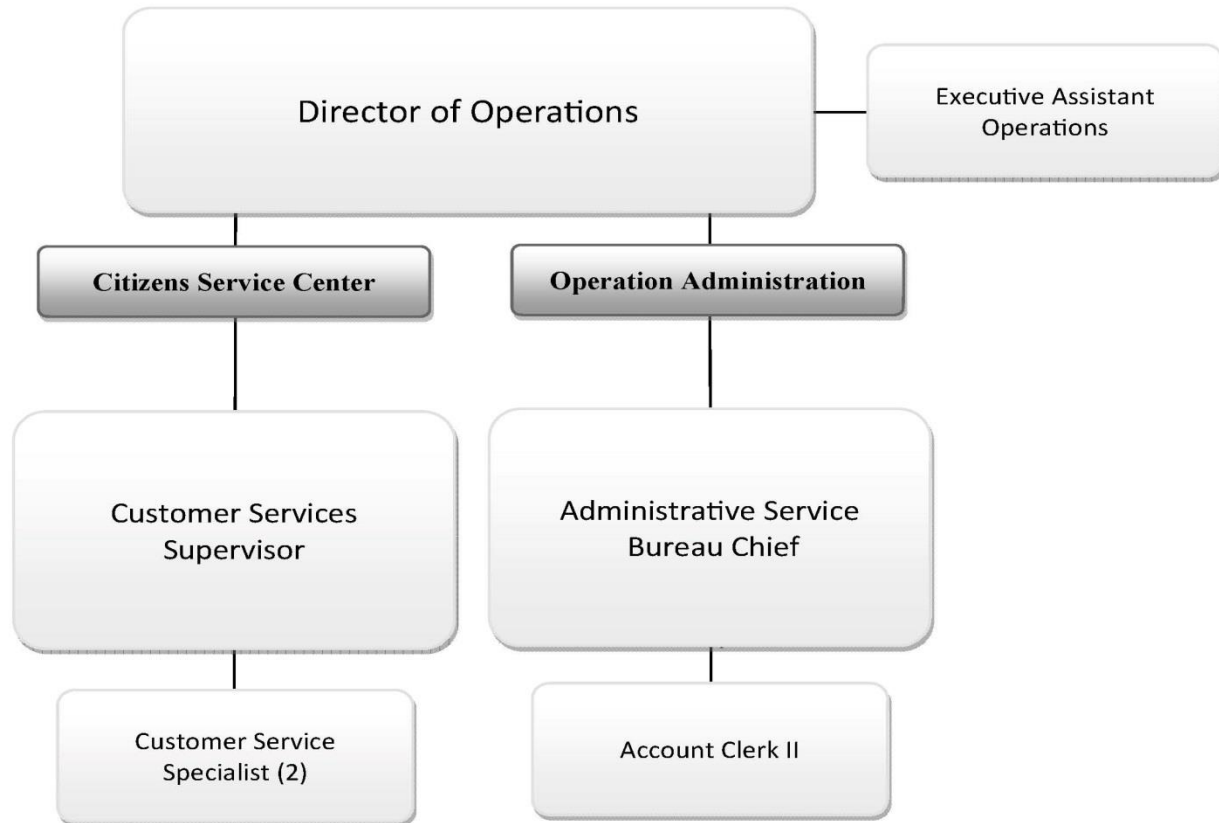 Director of Operations
Executive Assistant
Operations
Citizens Service Center
Operation Administration
Customer Services
Supervisor
Administrative Service
Bureau Chief
Customer Service
Specialist (2)
Account Clerk II